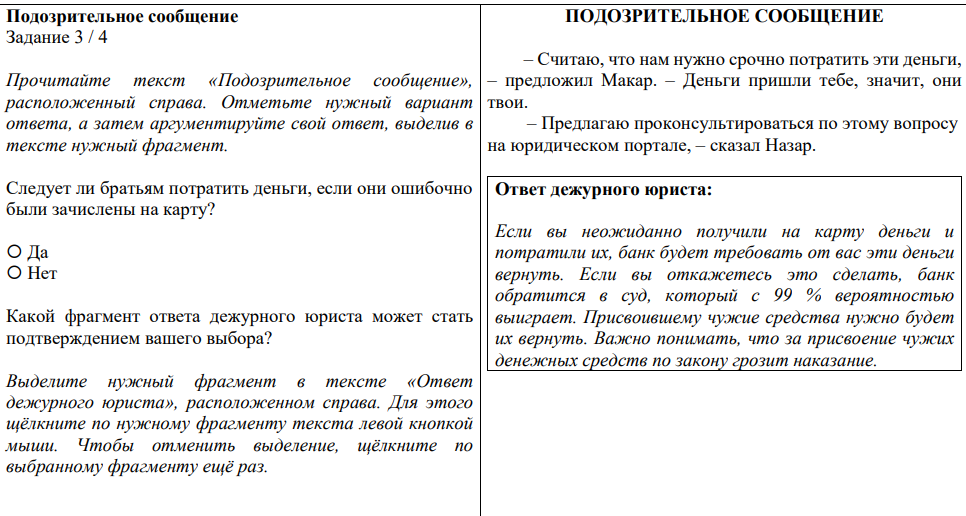 Подозрительное сообщение
Задание 3 / 4
Прочитайте текст «Подозрительное сообщение»,
расположенный справа. Отметьте нужный вариант
ответа, а затем аргументируйте свой ответ, выделив в
тексте нужный фрагмент.
Следует ли братьям потратить деньги, если они ошибочно
были зачислены на карту?
Да
Нет
Какой фрагмент ответа дежурного юриста может стать
подтверждением вашего выбора?
Выделите нужный фрагмент в тексте «Ответ
дежурного юриста», расположенном справа. Для этого
щёлкните по нужному фрагменту текста левой кнопкой
мыши. Чтобы отменить выделение, щёлкните по
выбранному фрагменту ещё раз.
ПОДОЗРИТЕЛЬНОЕ СООБЩЕНИЕ
– Считаю, что нам нужно срочно потратить эти деньги,
– предложил Макар. – Деньги пришли тебе, значит, они
твои.
– Предлагаю проконсультироваться по этому вопросу
на юридическом портале, – сказал Назар.
Ответ дежурного юриста:
Если вы неожиданно получили на карту деньги и
потратили их, банк будет требовать от вас эти деньги
вернуть. Если вы откажетесь это сделать, банк
обратится в суд, который с 99 % вероятностью
выиграет. Присвоившему чужие средства нужно будет
их вернуть. Важно понимать, что за присвоение чужих
денежных средств по закону грозит наказание.